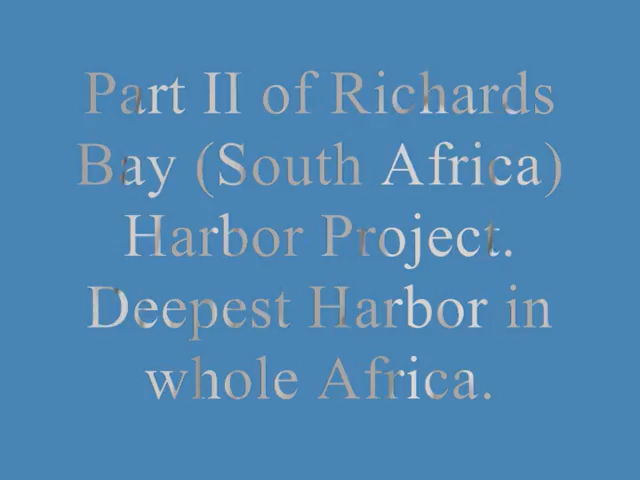 Part II of Richards
Bay (South Africa)
Harbor Project.
Deepest Harbor in
whole Africa.